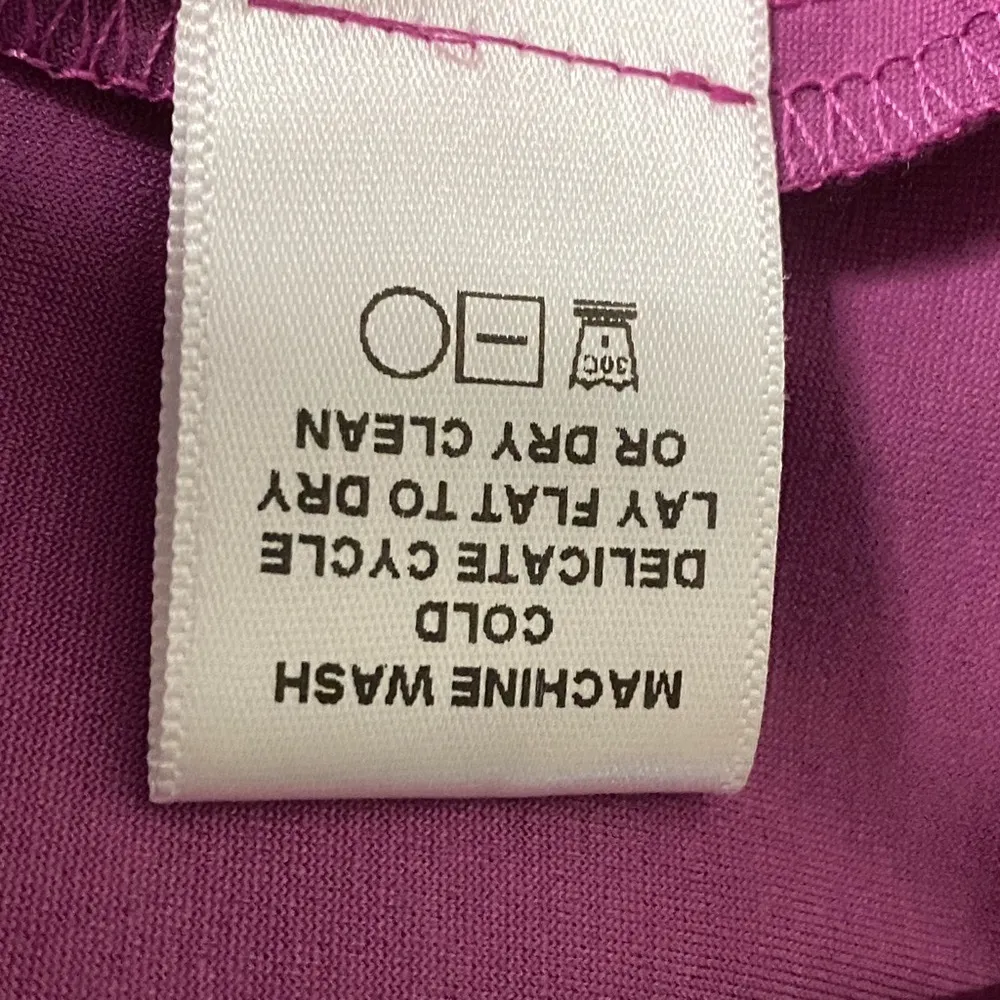 MACHINE WASH
COLD
DELICATE CYCLE
LAY FLAT TO DRY
OR DRY CLEAN
30C